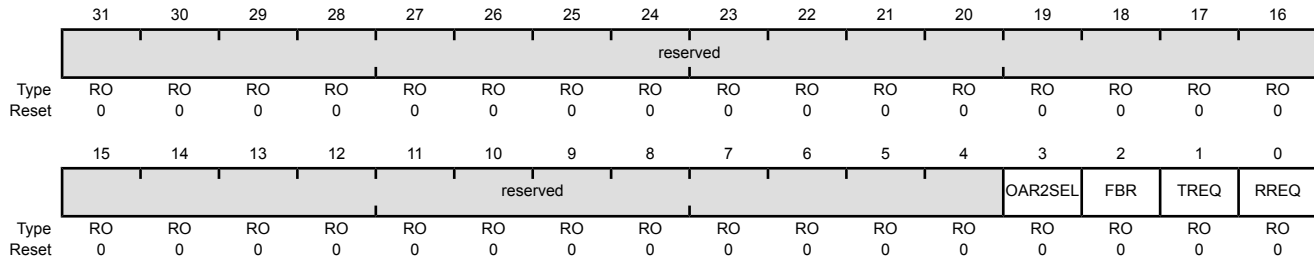 31 30 29 28 27 26 25 24 23 22 21 20 19 18 17 16
reserved
Type RO RO RO RO RO RO RO RO RO RO RO RO RO RO RO RO
Reset 0 0 0 0 0 0 0 0 0 0 0 0 0 0 0 0
15 14 13 12 11 10 9 8 7 6 5 4 3 2 1 0
reserved OAR2SEL FBR TREQ RREQ
Type RO RO RO RO RO RO RO RO RO RO RO RO RO RO RO RO
Reset 0 0 0 0 0 0 0 0 0 0 0 0 0 0 0 0